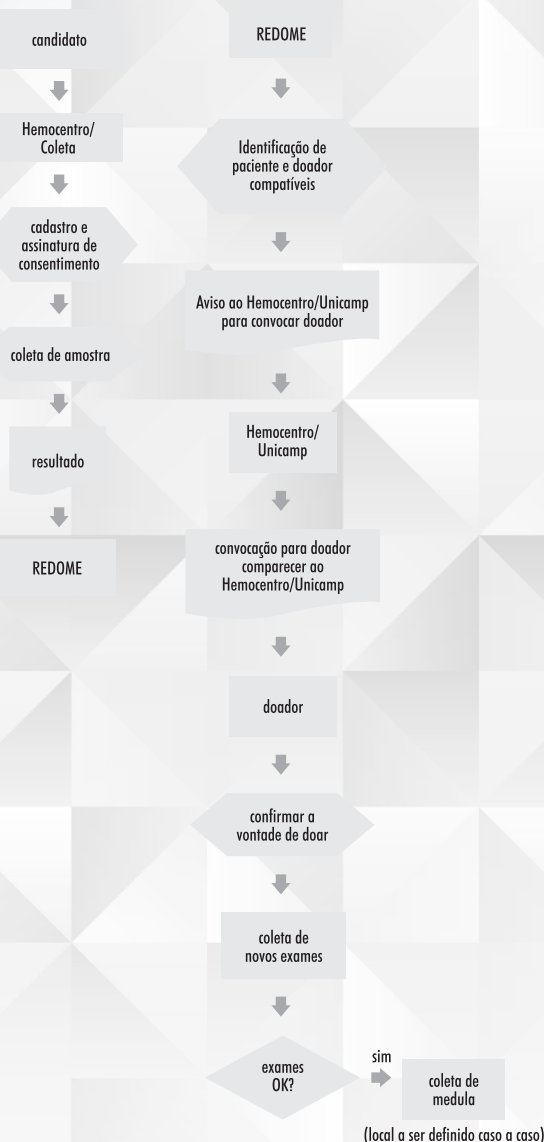 candidato
Hemocentro/
Coleta
cadastro e
assinatura de
consentimento
coleta de amostra
resultado
REDOME
REDOME
Identificação de
paciente e doador
compatíveis
Aviso ao Hemocentro/Unicamp
para convocar doador
Hemocentro/
Unicamp
convocação para doador
comparecer ao
Hemocentro/Unicamp
doador
confirmar a
vontade de doar
coleta de
novos exames
exames
OK?
sim
coleta de
medula
(local a ser definido caso a caso)